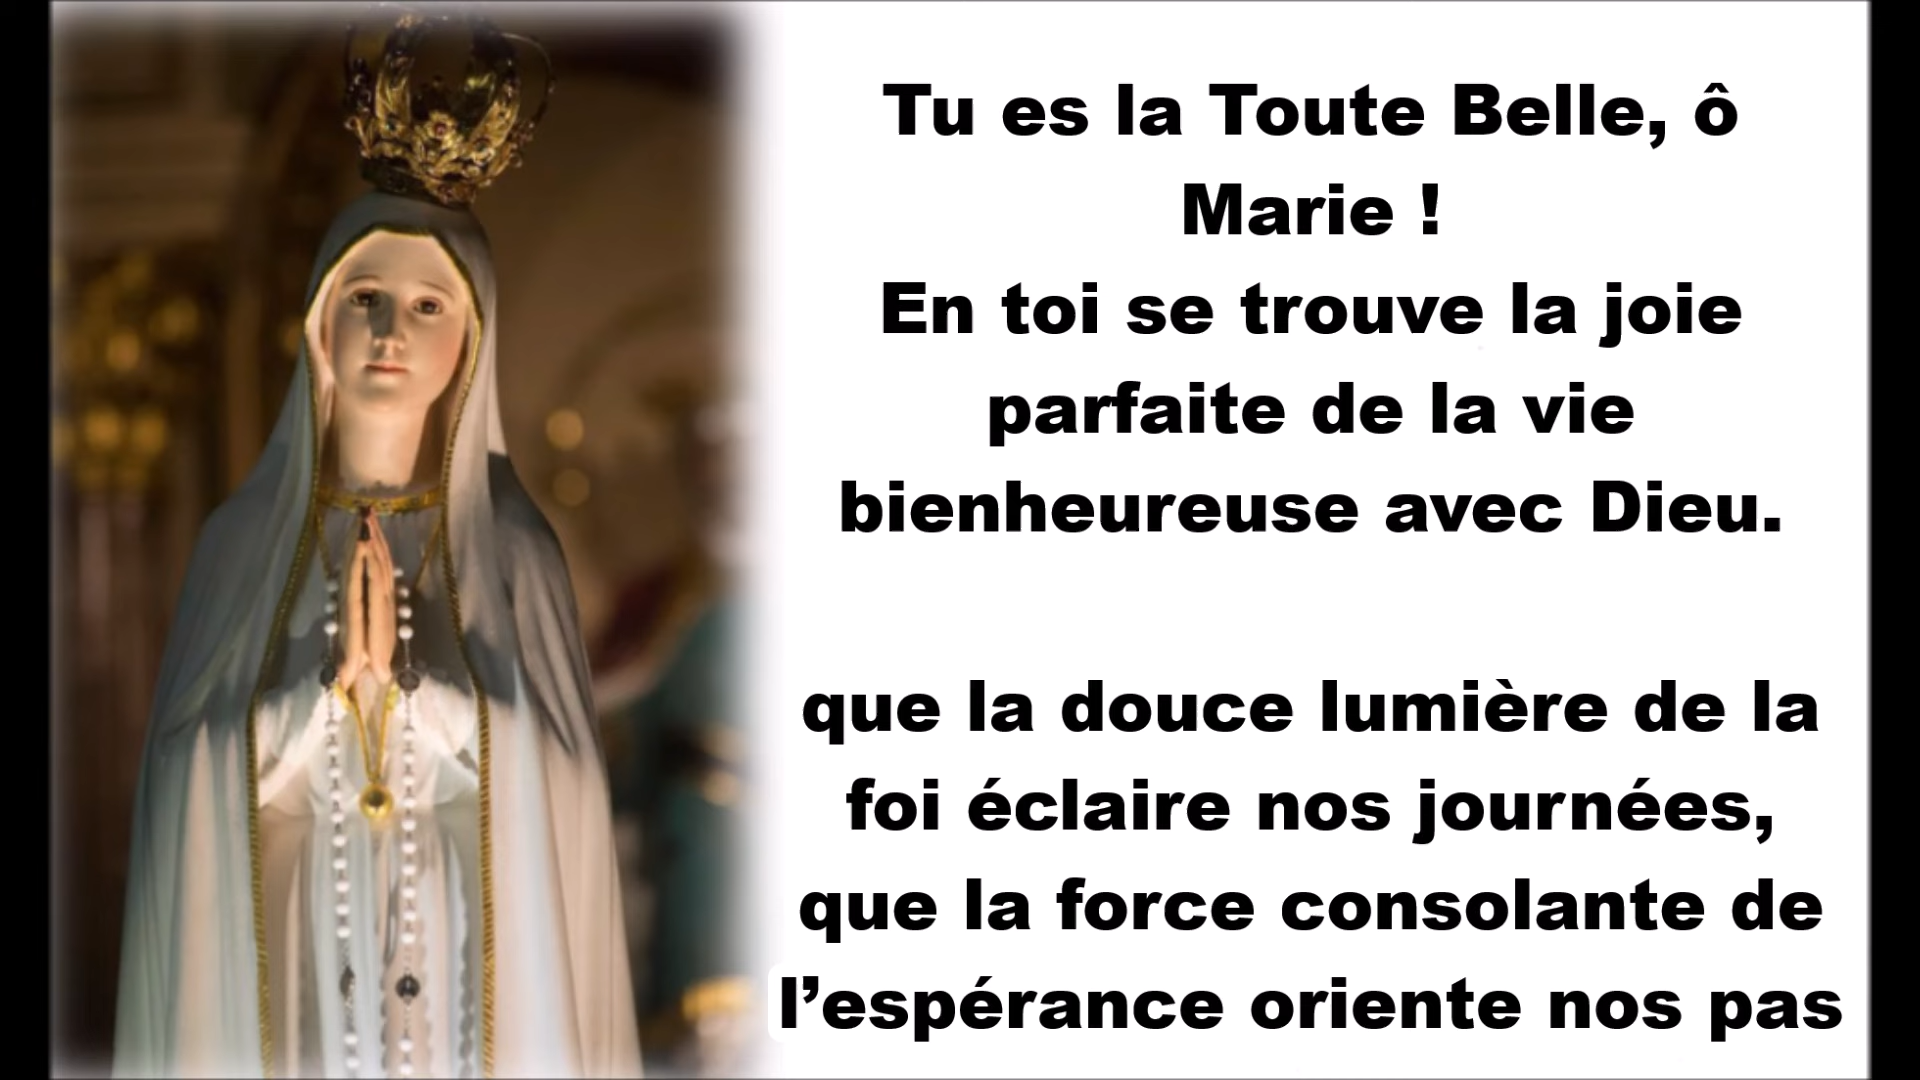 Tu es la Toute Belle, ô
Marie !
En toi se trouve la joie
parfaite de la vie
bienheureuse avec Dieu.
que la douce lumière de la
foi éclaire nos journées,
que la force consolante de
l’espérance oriente nos pas